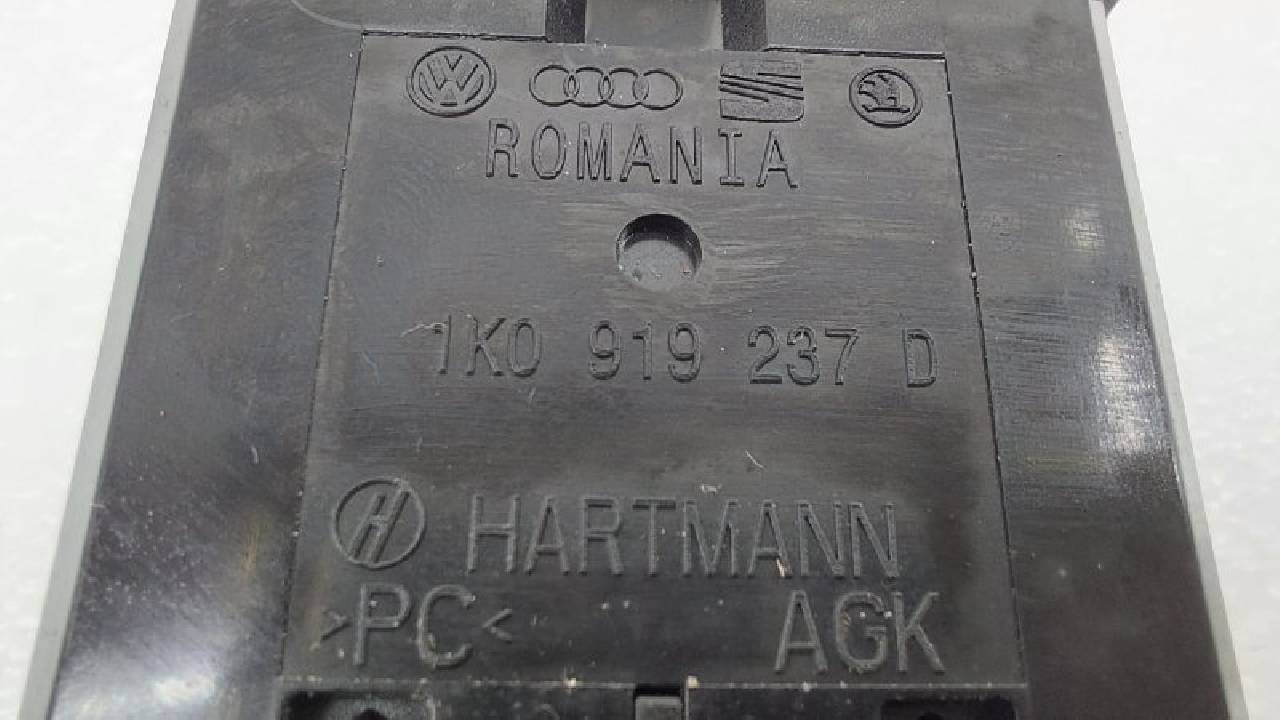 ROMANIA
1K0 919 237 D
HARTMANN
>PC< AGK